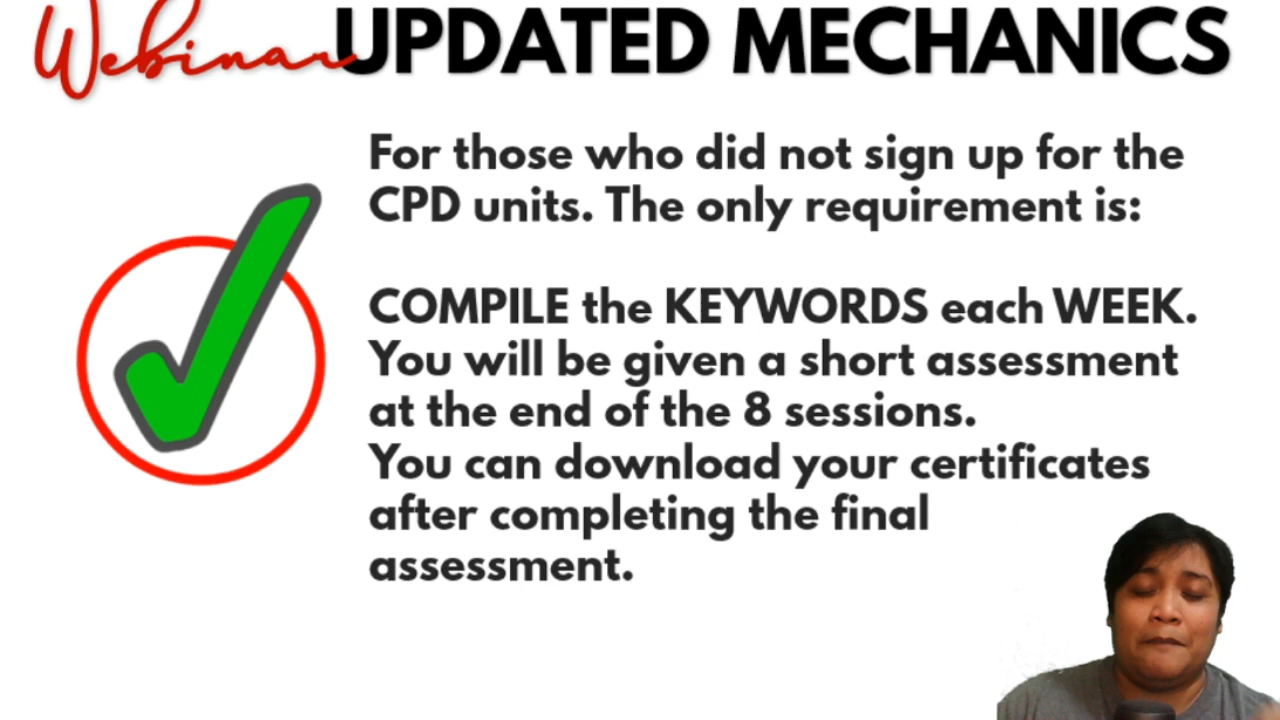 Webinar UPDATED MECHANICS
For those who did not sign up for the
CPD units. The only requirement is:
COMPILE the KEYWORDS each WEEK.
You will be given a short assessment
at the end of the 8 sessions.
You can download your certificates
after completing the final
assessment.